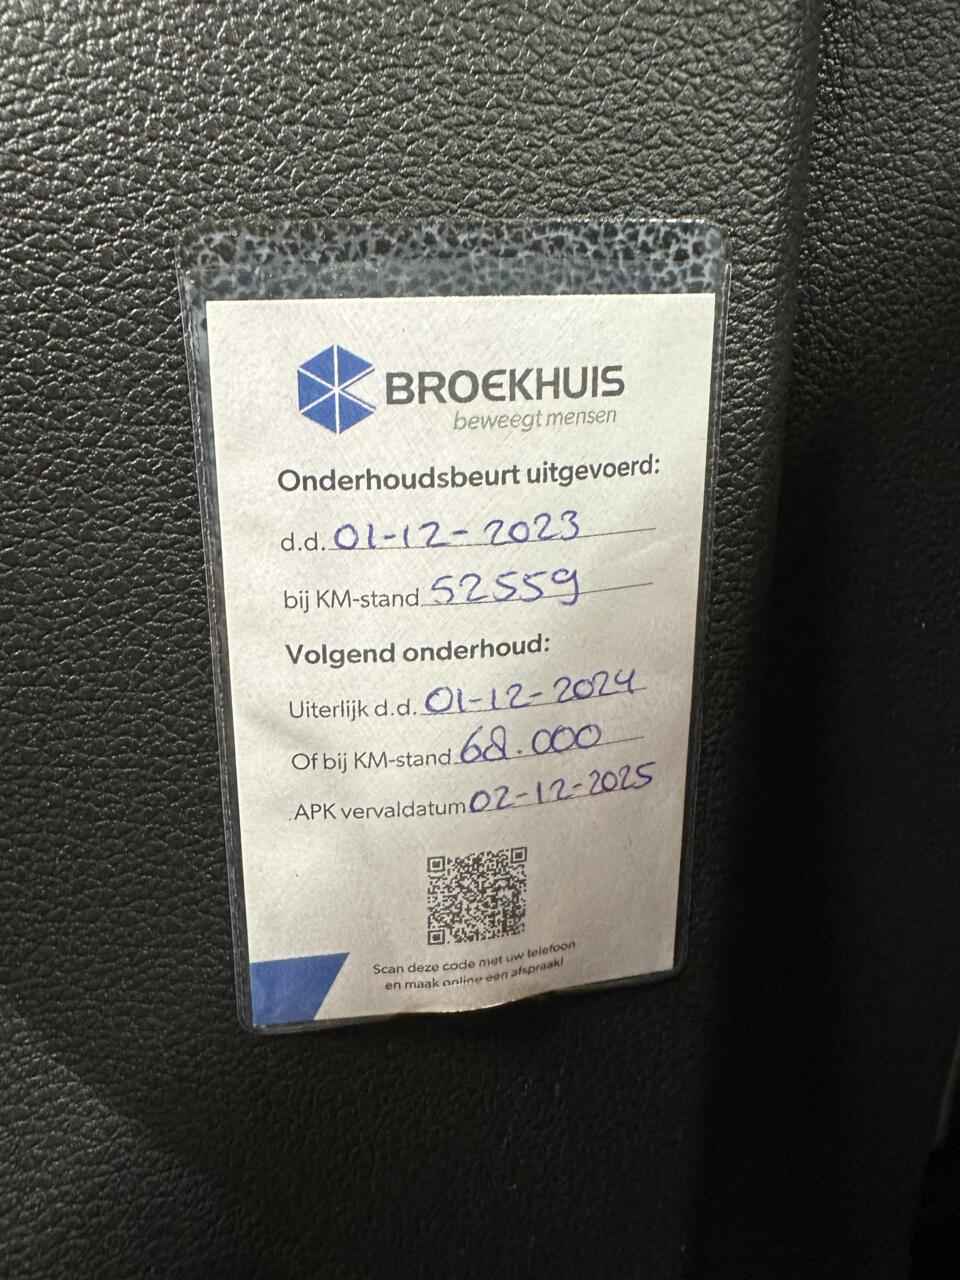 BROEKHUIS
beweegt mensen
Onderhoudsbeurt uitgevoerd:
d.d. 01-12-2023
bij KM-stand 52559
Volgend onderhoud:
Uiterlijk d.d. 01-12-2024
Of bij KM-stand 68.000
APK vervaldatum 02-12-2025
Scan deze code met uw telefoon
en maak online een afspraak!